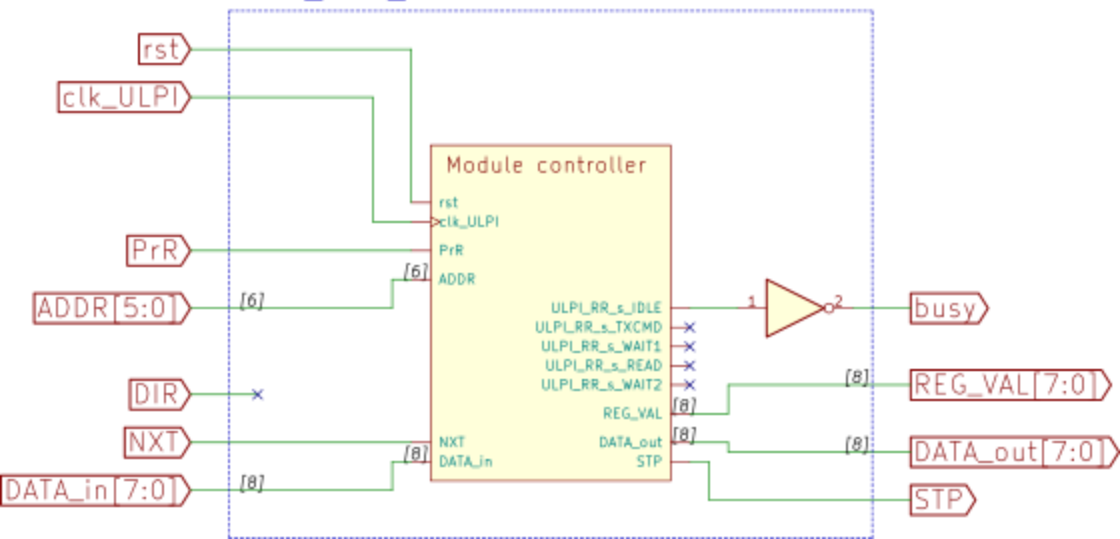 rst
clk_ULPI
Module controller
rst
clk_ULPI
PrR
PrR
[6]
ADDR
ADDR[5:0]
[6]
ULPI_RR_s_IDLE
1
2
busy
ULPI_RR_s_TXCMD
ULPI_RR_s_WAIT1
ULPI_RR_s_READ
ULPI_RR_s_WAIT2
DIR
[8]
REG_VAL[7:0]
REG_VAL
[8]
NXT
NXT
DATA_out
[8]
[8]
DATA_out[7:0]
[8]
DATA_in
STP
DATA_in[7:0]
[8]
STP